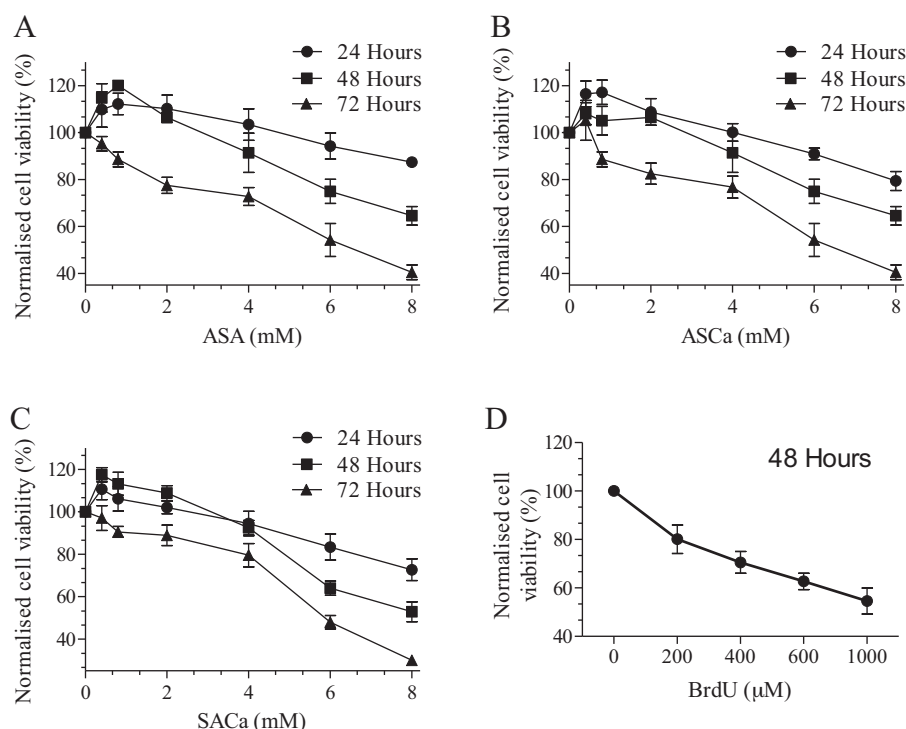 A
24 Hours
48 Hours
72 Hours
Normalised cell viability (%)
120
100
80
60
40
0
2
4
6
8
ASA (mM)
B
24 Hours
48 Hours
72 Hours
Normalised cell viability (%)
120
100
80
60
40
0
2
4
6
8
ASCa (mM)
C
24 Hours
48 Hours
72 Hours
Normalised cell viability (%)
120
100
80
60
40
0
2
4
6
8
SACa (mM)
D
48 Hours
Normalised cell
viability (%)
120
100
80
60
40
0
200
400
600
1000
BrdU (μM)